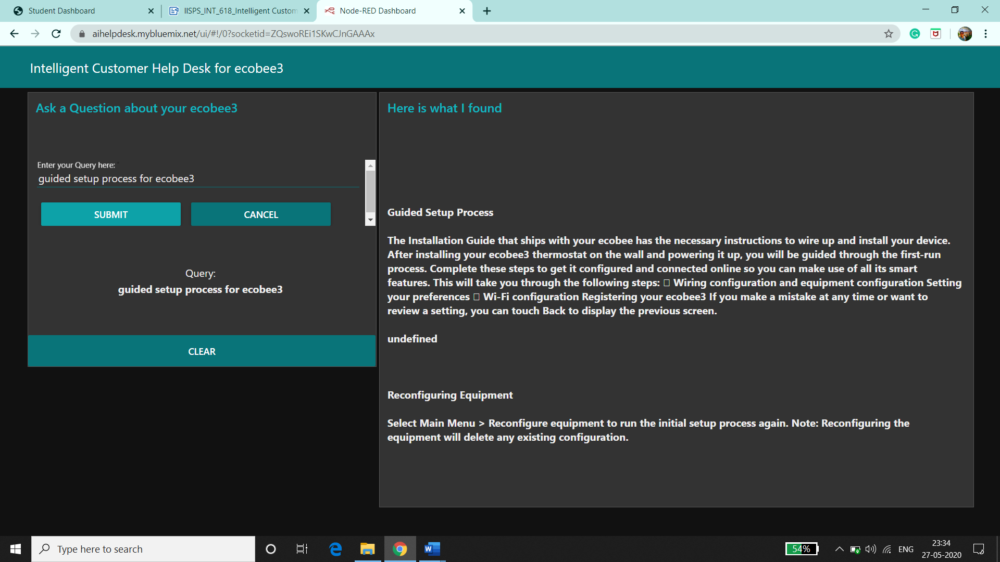 Student Dashboard
IISPS_INT_618_Intelligent Custom
Node-RED Dashboard
aihelpdesk.mybluemix.net/ui/#!/0?socketid=ZQswoREi1SKwCJnGAAAx
Intelligent Customer Help Desk for ecobee3
Ask a Question about your ecobee3
Enter your Query here: *
guided setup process for ecobee3
SUBMIT
CANCEL
Query:
guided setup process for ecobee3
CLEAR
Here is what I found
Guided Setup Process
The Installation Guide that ships with your ecobee has the necessary instructions to wire up and install your device.
After installing your ecobee3 thermostat on the wall and powering it up, you will be guided through the first-run
process. Complete these steps to get it configured and connected online so you can make use of all its smart
features. This will take you through the following steps: □ Wiring configuration and equipment configuration Setting
your preferences □ Wi-Fi configuration Registering your ecobee3 If you make a mistake at any time or want to
review a setting, you can touch Back to display the previous screen.
undefined
Reconfiguring Equipment
Select Main Menu > Reconfigure equipment to run the initial setup process again. Note: Reconfiguring the
equipment will delete any existing configuration.
Type here to search
54%
ENG
23:34
27-05-2020